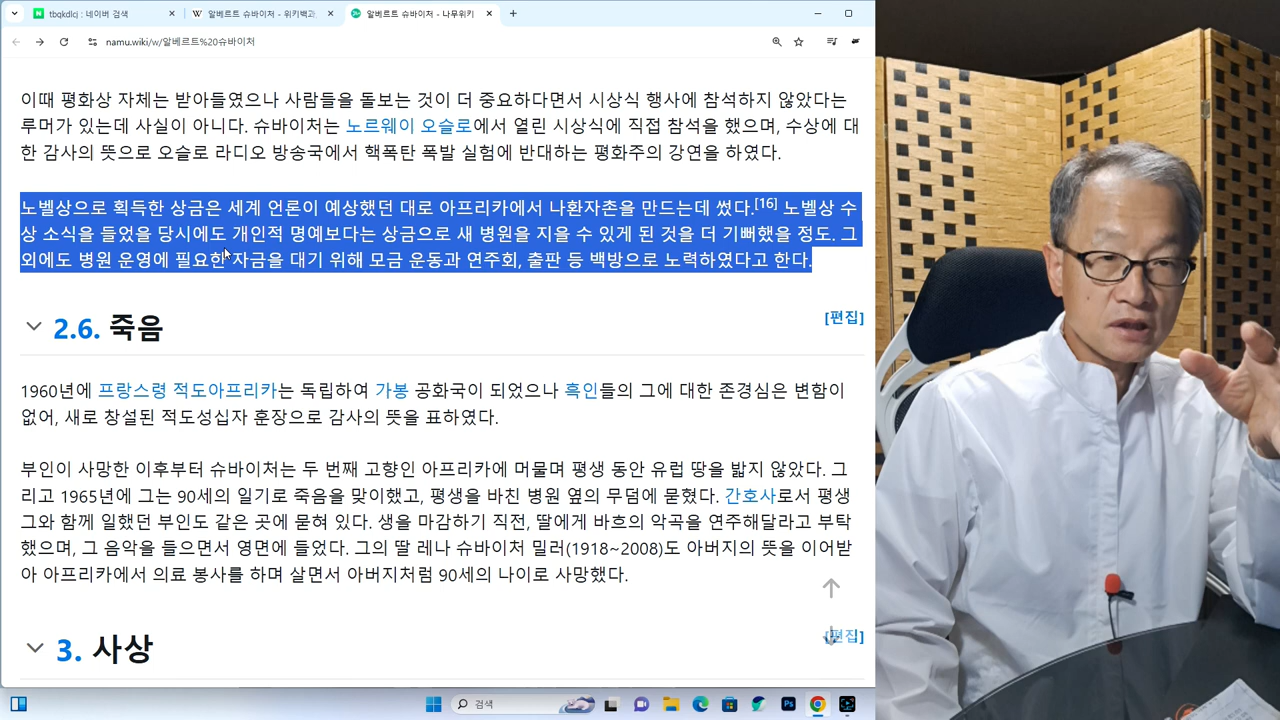 tbqkdlcj : 네이버 검색
알베르트 슈바이처 - 위키백과
알베르트 슈바이처 - 나무위키
namu.wiki/w/알베르트%20슈바이처
이때 평화상 자체는 받아들였으나 사람들을 돌보는 것이 더 중요하다면서 시상식 행사에 참석하지 않았다는
루머가 있는데 사실이 아니다. 슈바이처는 노르웨이 오슬로에서 열린 시상식에 직접 참석을 했으며, 수상에 대
한 감사의 뜻으로 오슬로 라디오 방송국에서 핵폭탄 폭발 실험에 반대하는 평화주의 강연을 하였다.
노벨상으로 획득한 상금은 세계 언론이 예상했던 대로 아프리카에서 나환자촌을 만드는데 썼다.[16] 노벨상 수
상 소식을 들었을 당시에도 개인적 명예보다는 상금으로 새 병원을 지을 수 있게 된 것을 더 기뻐했을 정도. 그
외에도 병원 운영에 필요한 자금을 대기 위해 모금 운동과 연주회, 출판 등 백방으로 노력하였다고 한다.
2.6. 죽음
[편집]
1960년에 프랑스령 적도아프리카는 독립하여 가봉 공화국이 되었으나 흑인들의 그에 대한 존경심은 변함이
없어, 새로 창설된 적도성십자 훈장으로 감사의 뜻을 표하였다.
부인이 사망한 이후부터 슈바이처는 두 번째 고향인 아프리카에 머물며 평생 동안 유럽 땅을 밟지 않았다. 그
리고 1965년에 그는 90세의 일기로 죽음을 맞이했고, 평생을 바친 병원 옆의 무덤에 묻혔다. 간호사로서 평생
그와 함께 일했던 부인도 같은 곳에 묻혀 있다. 생을 마감하기 직전, 딸에게 바흐의 악곡을 연주해달라고 부탁
했으며, 그 음악을 들으면서 영면에 들었다. 그의 딸 레나 슈바이처 밀러(1918~2008)도 아버지의 뜻을 이어받
아 아프리카에서 의료 봉사를 하며 살면서 아버지처럼 90세의 나이로 사망했다.
3. 사상
[편집]
검색
Ps